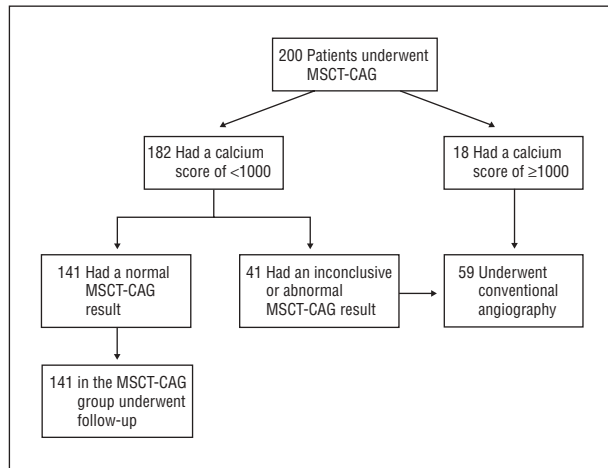 200 Patients underwent
MSCT-CAG
182 Had a calcium
score of <1000
18 Had a calcium
score of ≥1000
141 Had a normal
MSCT-CAG
result
41 Had an inconclusive
or abnormal
MSCT-CAG result
59 Underwent
conventional
angiography
141 in the MSCT-CAG
group underwent
follow-up